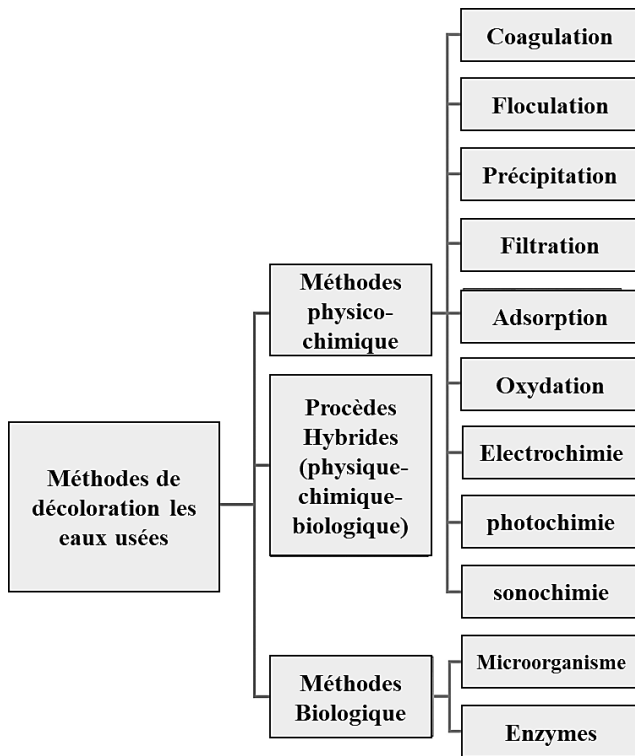 Méthodes de
décoloration les
eaux usées
Méthodes
physico-
chimique
Coagulation
Floculation
Précipitation
Filtration
Adsorption
Oxydation
Electrochimie
photochimie
sonochimie
Procèdes
Hybrides
(physique-
chimique-
biologique)
Méthodes
Biologique
Microorganisme
Enzymes